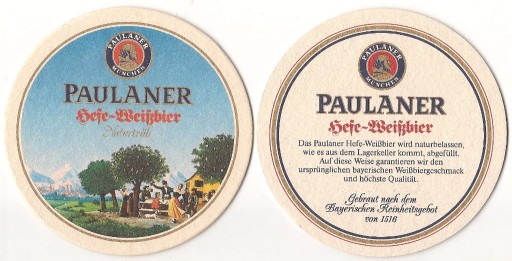 PAULANER
MÜNCHEN
PAULANER
Hefe-Weißbier
Naturtrüb
PAULANER
MÜNCHEN
PAULANER
Hefe-Weißbier
Das Paulaner Hefe-Weißbier wird naturbelassen,
wie es aus dem Lagerkeller kommt, abgefüllt.
Auf diese Weise garantieren wir den
ursprünglichen bayerischen Weißbiergeschmack
und höchste Qualität.
Gebraut nach dem
Bayerischen Reinheitsgebot
von 1516